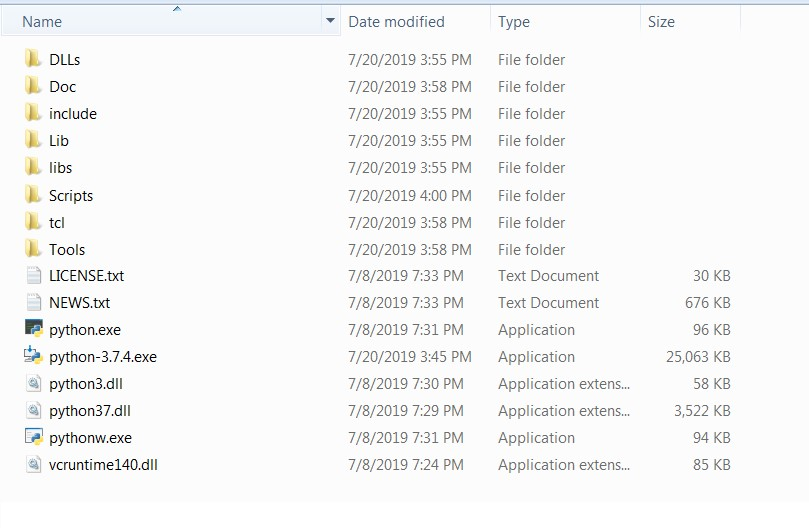 Name Date modified Type Size
DLLs 7/20/2019 3:55 PM File folder
Doc 7/20/2019 3:58 PM File folder
include 7/20/2019 3:55 PM File folder
Lib 7/20/2019 3:55 PM File folder
libs 7/20/2019 3:55 PM File folder
Scripts 7/20/2019 4:00 PM File folder
tcl 7/20/2019 3:58 PM File folder
Tools 7/20/2019 3:58 PM File folder
LICENSE.txt 7/8/2019 7:33 PM Text Document 30 KB
NEWS.txt 7/8/2019 7:33 PM Text Document 676 KB
python.exe 7/8/2019 7:31 PM Application 96 KB
python-3.7.4.exe 7/20/2019 3:45 PM Application 25,063 KB
python3.dll 7/8/2019 7:30 PM Application extens... 58 KB
python37.dll 7/8/2019 7:29 PM Application extens... 3,522 KB
pythonw.exe 7/8/2019 7:31 PM Application 94 KB
vcruntime140.dll 7/8/2019 7:24 PM Application extens... 85 KB